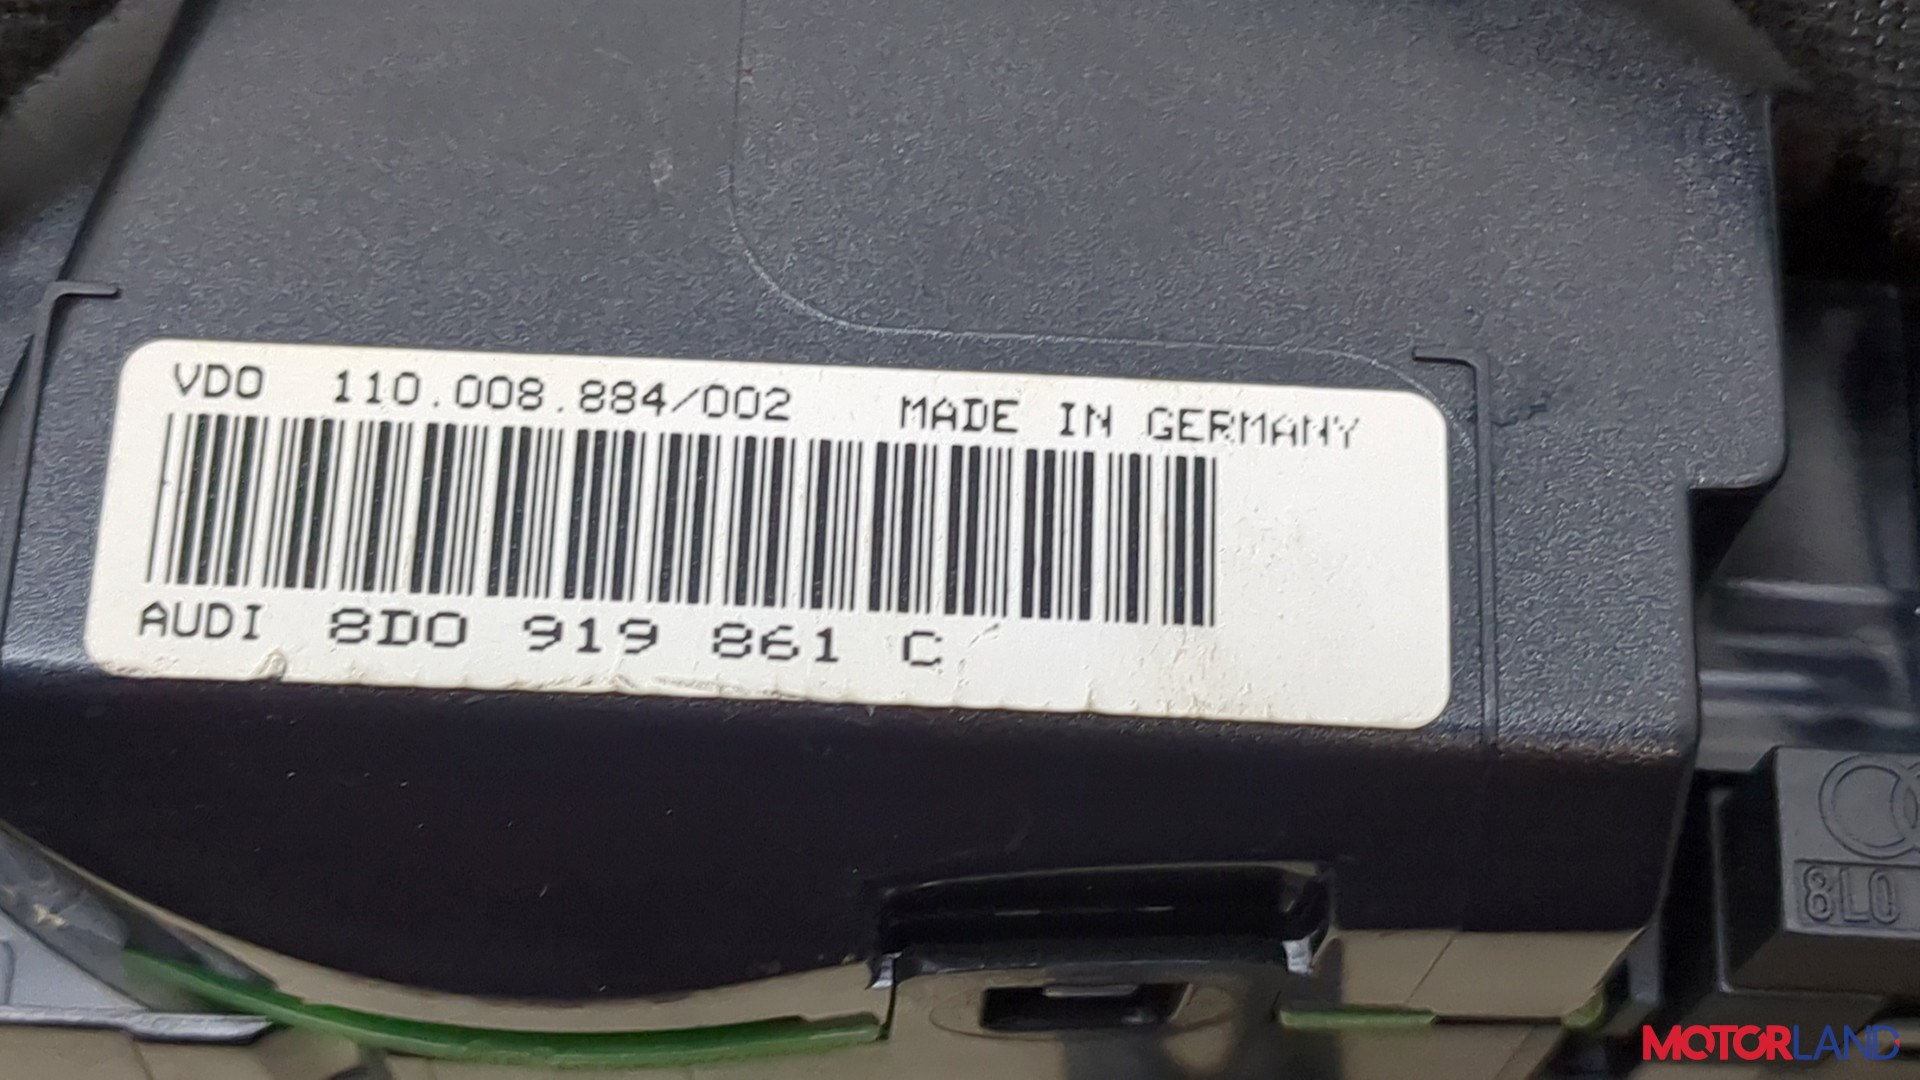 VDO 110.008.884/002 MADE IN GERMANY
AUDI 8D0 919 861 C
8L0
MOTORLAND